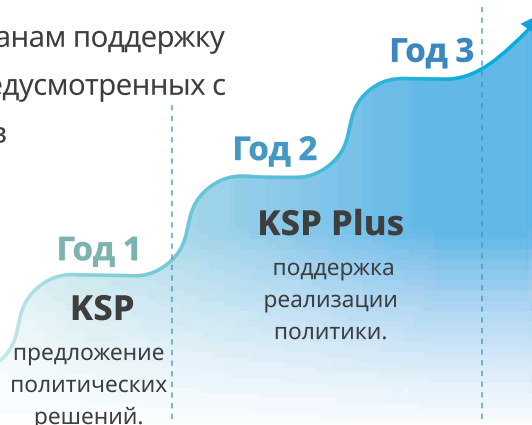 анам поддержку
едусмотренных с
в
Год 3
Год 2
KSP Plus
поддержка
реализации
политики.
Год 1
KSP
предложение
политических
решений.